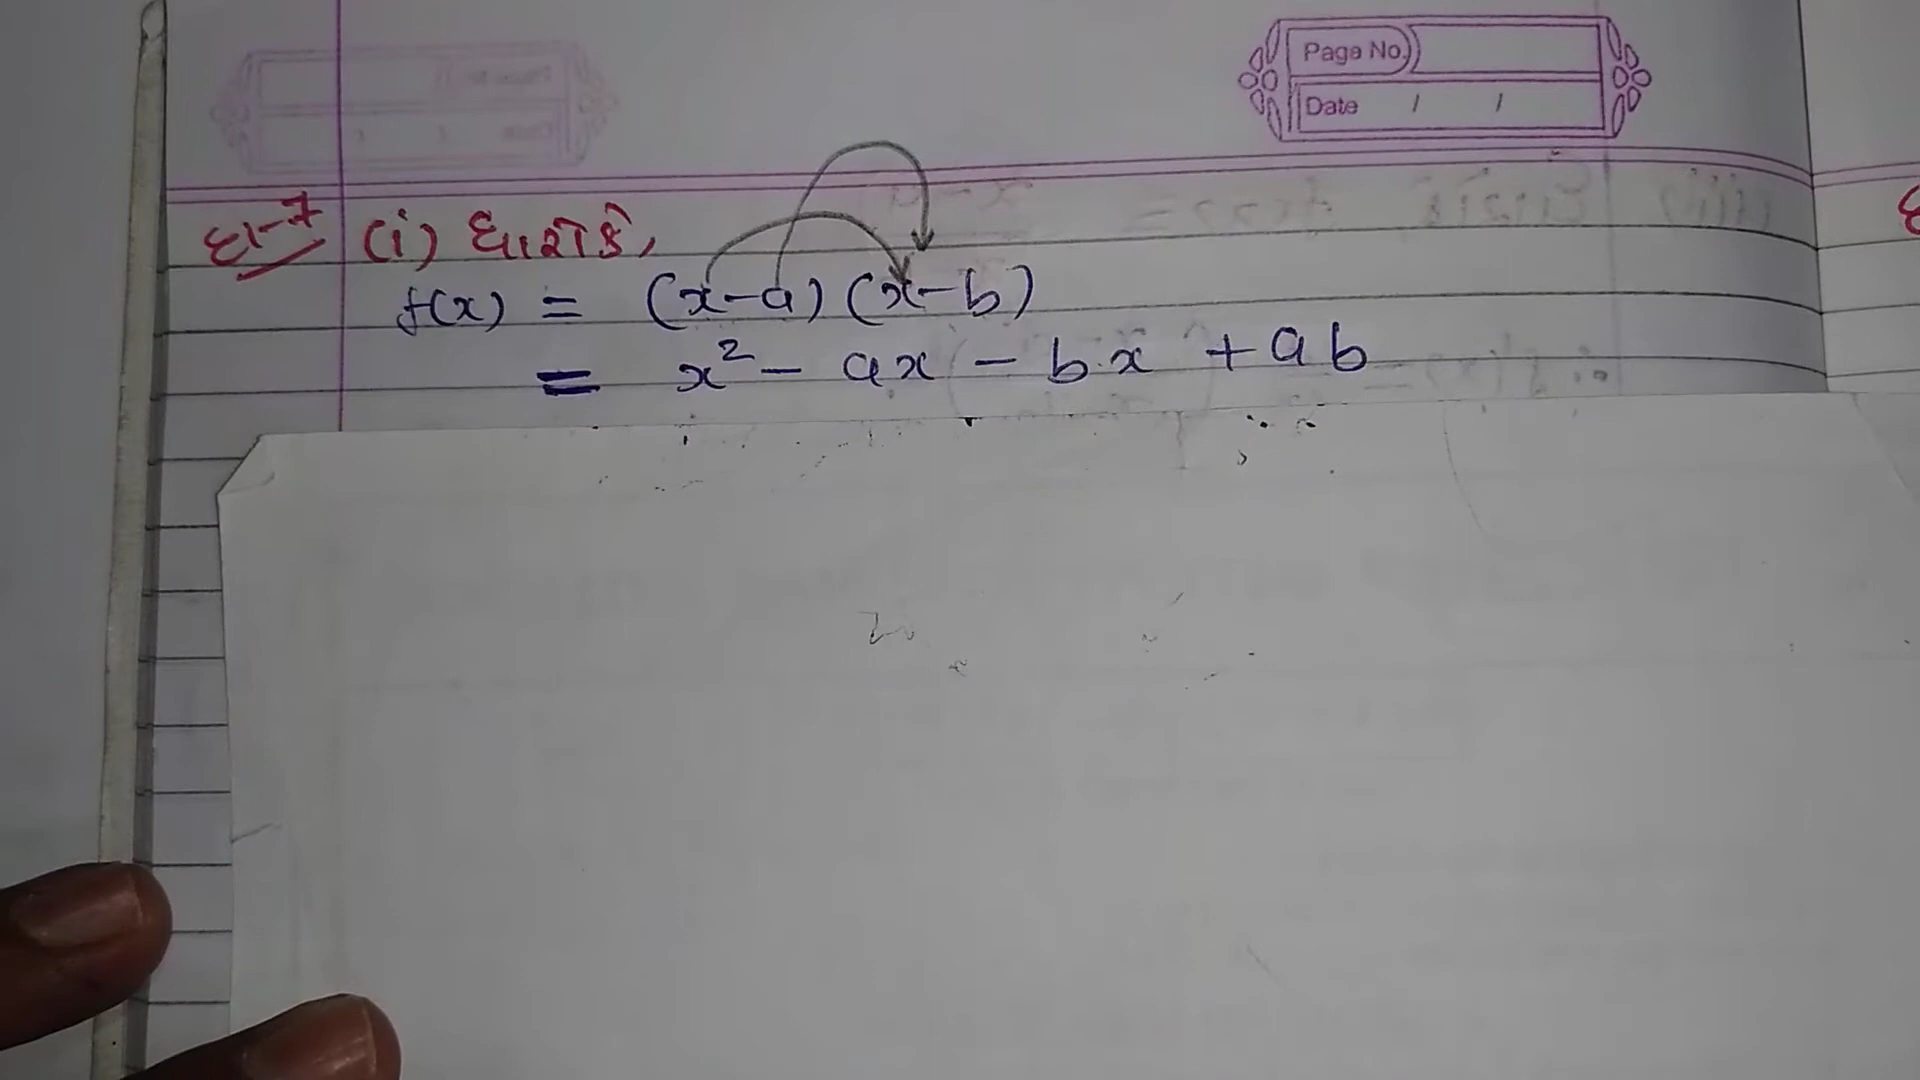 Page No.
Date / /
દા-7 (i) ધારોકે,
f(x) = (x-a) (x-b)
= x² - ax - bx + ab